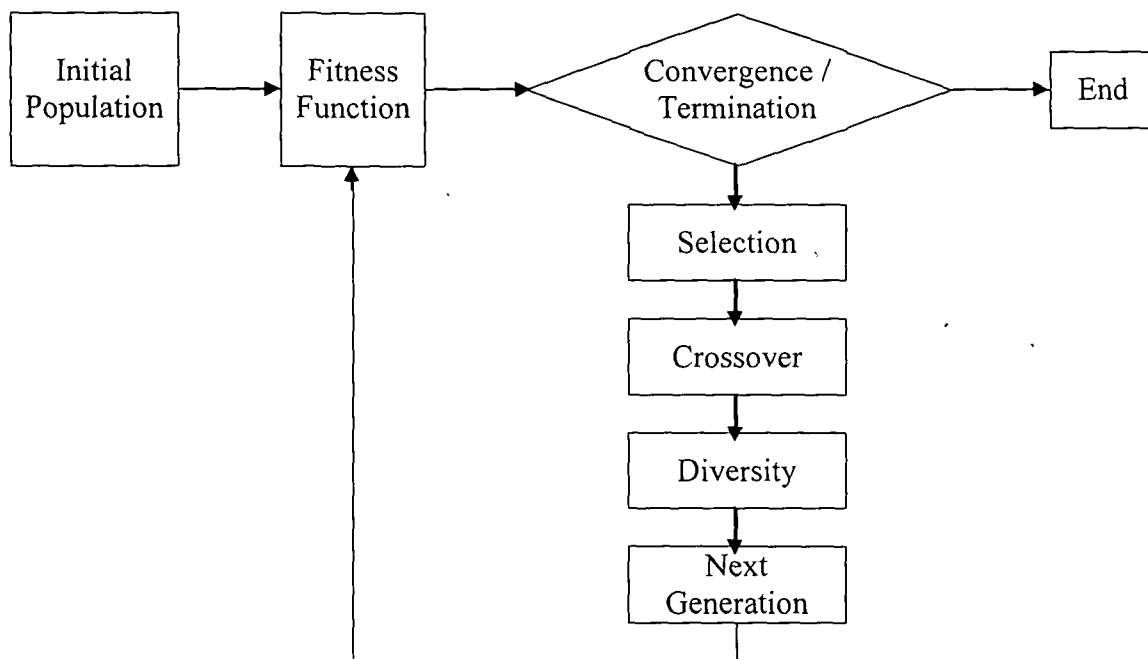 Initial
Population
Fitness
Function
Convergence /
Termination
End
Selection
Crossover
Diversity
Next
Generation